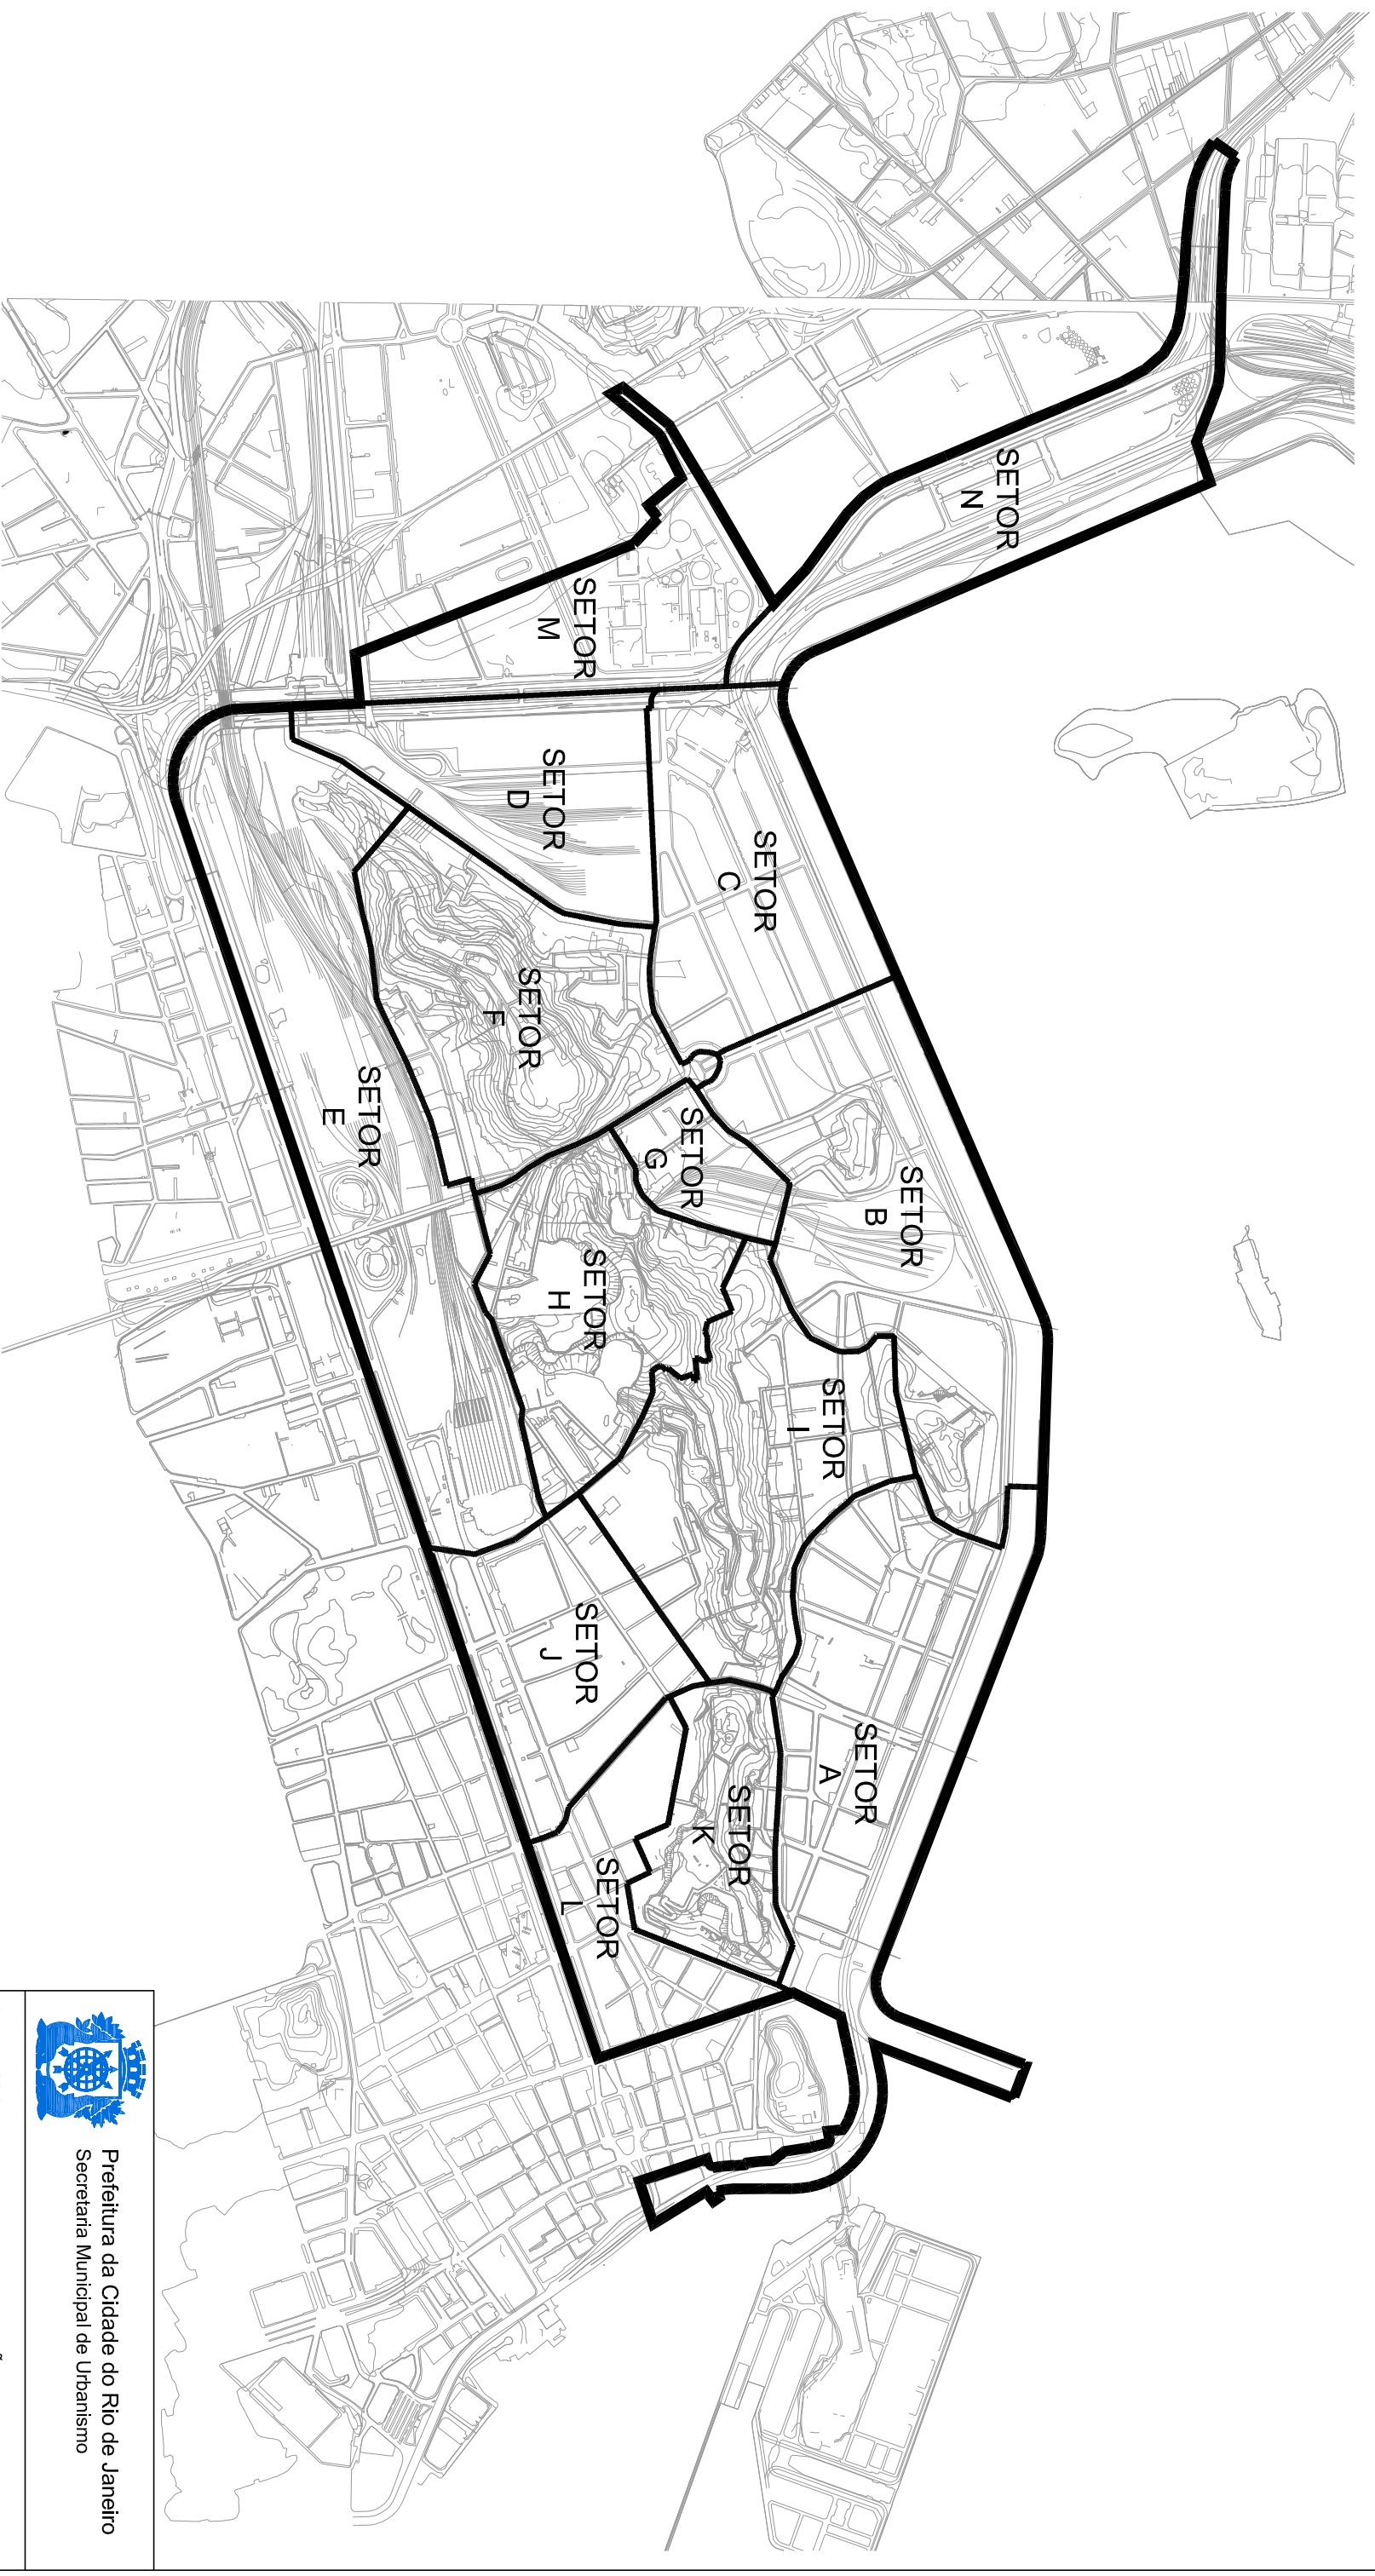 SETOR
N
SETOR
M
SETOR
D
SETOR
C
SETOR
F
SETOR
E
SETOR
G
SETOR
B
SETOR
H
SETOR
I
SETOR
J
SETOR
A
SETOR
K
SETOR
L
Prefeitura da Cidade do Rio de Janeiro
Secretaria Municipal de Urbanismo